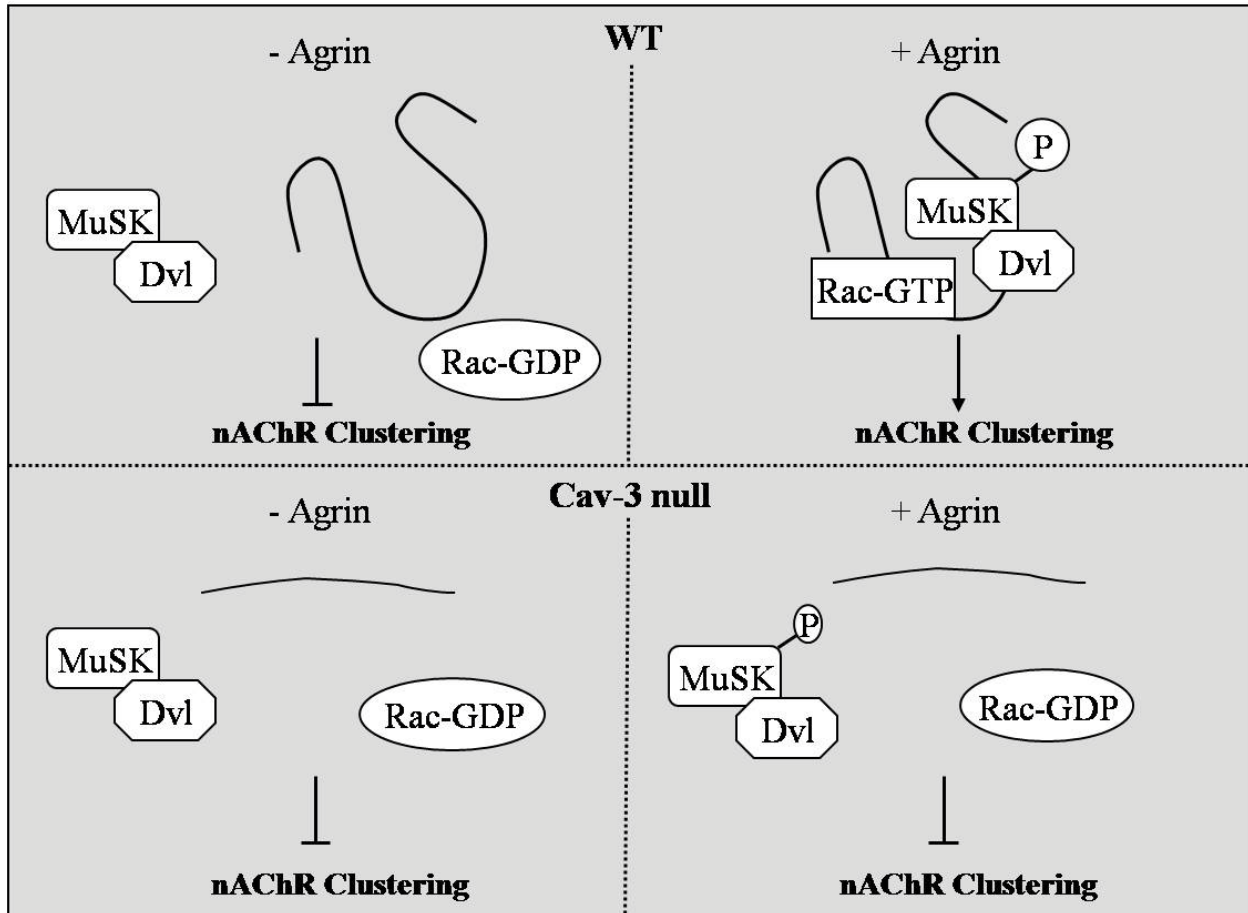 WT
- Agrin
+ Agrin
P
MuSK
Dvl
Rac-GDP
MuSK
Dvl
Rac-GTP
nAChR Clustering
nAChR Clustering
Cav-3 null
- Agrin
+ Agrin
MuSK
Dvl
Rac-GDP
P
MuSK
Dvl
Rac-GDP
nAChR Clustering
nAChR Clustering